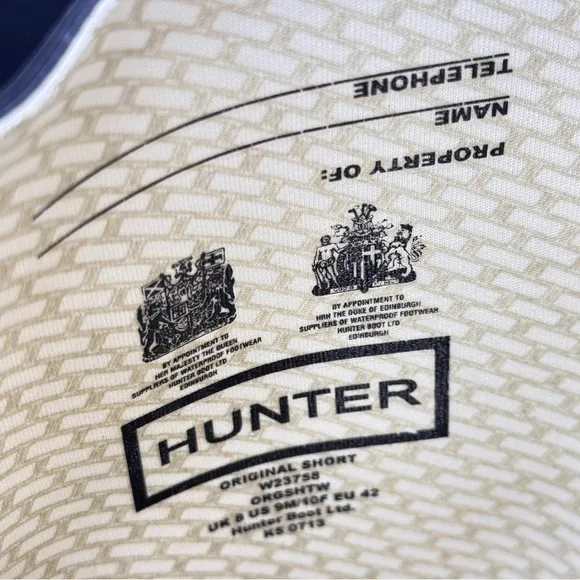 PROPERTY OF:
NAME
TELEPHONE
BY APPOINTMENT TO
HER MAJESTY THE QUEEN
SUPPLIERS OF WATERPROOF FOOTWEAR
HUNTER BOOT LTD
EDINBURGH
BY APPOINTMENT TO
HRH THE DUKE OF EDINBURGH
SUPPLIERS OF WATERPROOF FOOTWEAR
HUNTER BOOT LTD
EDINBURGH
HUNTER
ORIGINAL SHORT
W23758
ORGSHTW
UK 8 US 9M/10F EU 42
Hunter Boot Ltd.
KS 0713